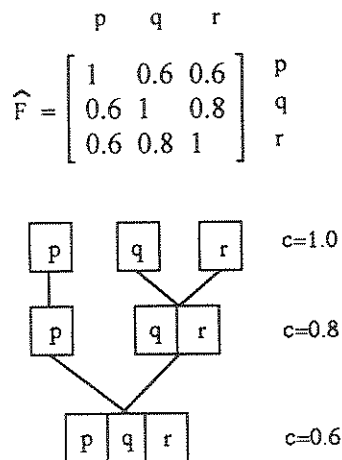 p q r
1 0.6 0.6 p
F̂ = 0.6 1 0.8 q
0.6 0.8 1 r
p q r c=1.0
p q r c=0.8
p q r c=0.6